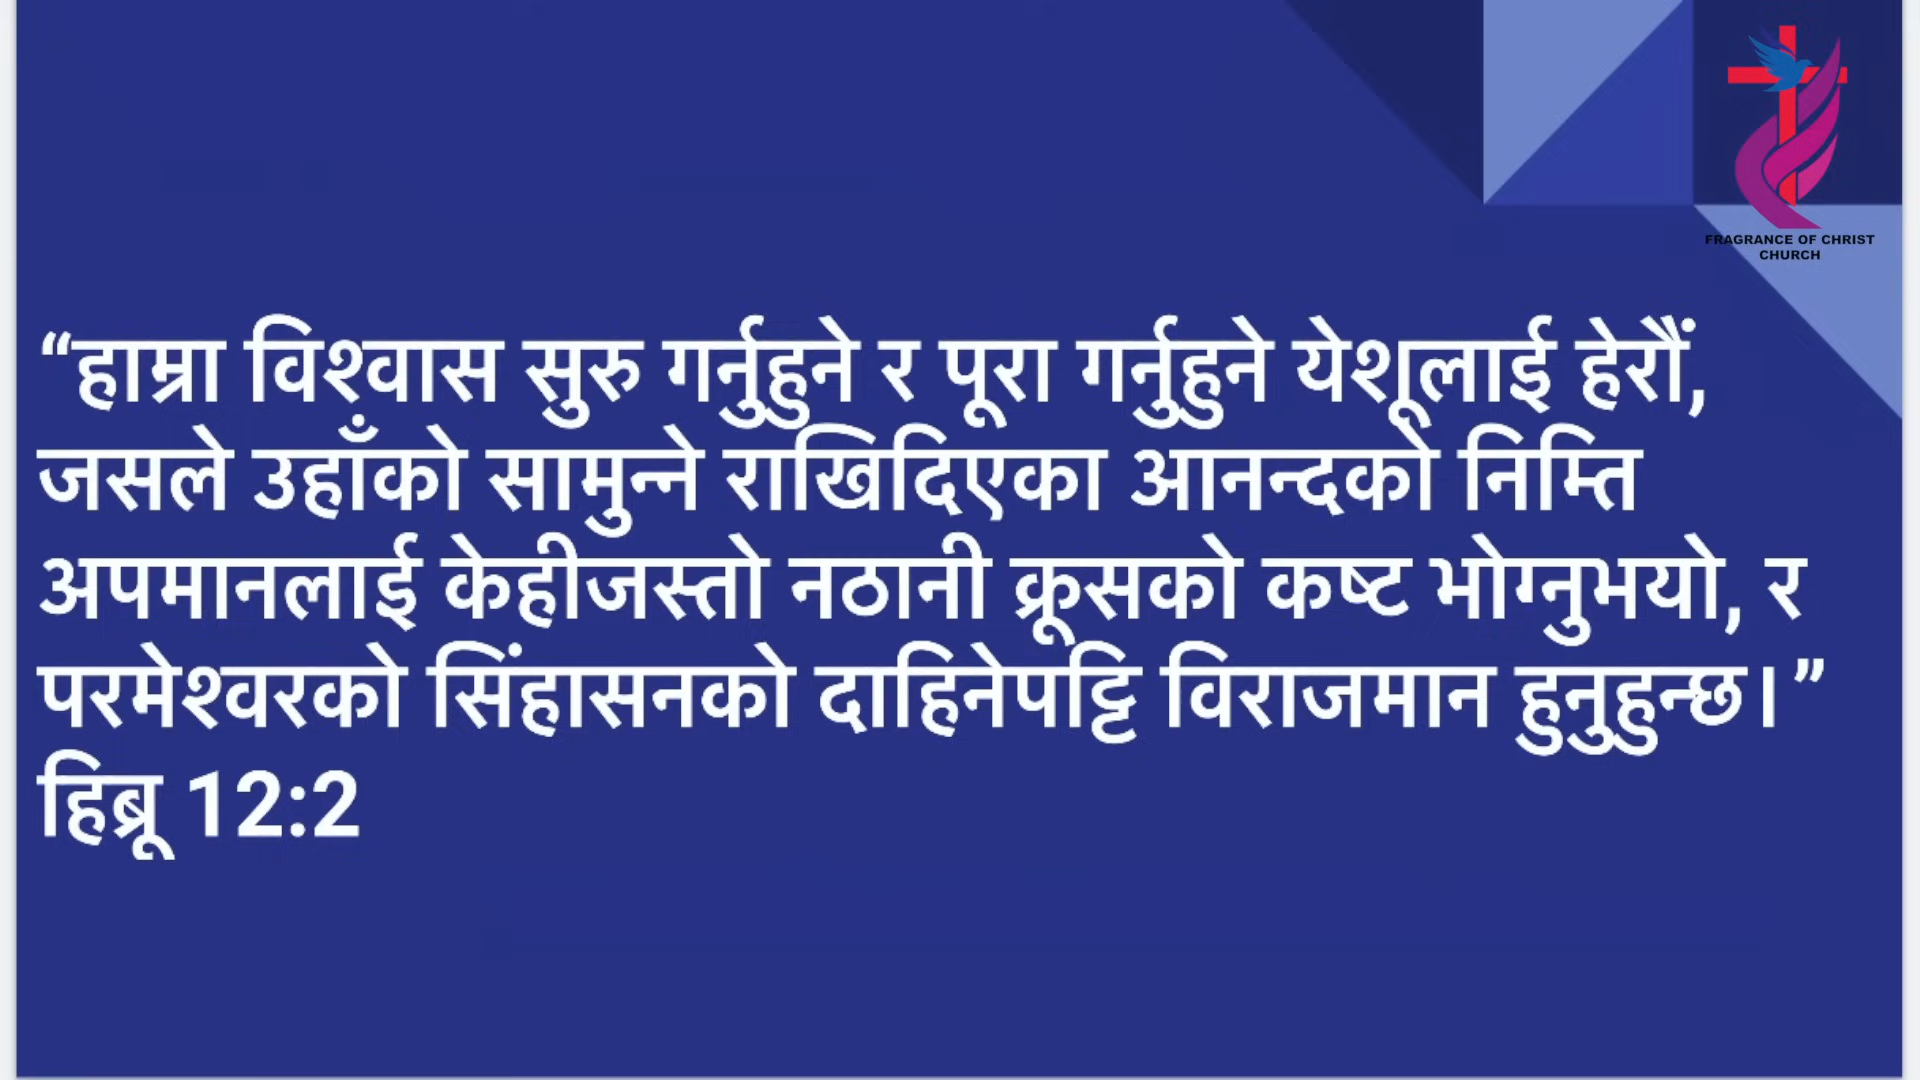 FRAGRANCE OF CHRIST
CHURCH
“हाम्रा विश्वास सुरु गर्नुहुने र पूरा गर्नुहुने येशूलाई हेरौं,
जसले उहाँको सामुन्ने राखिदिएका आनन्दको निम्ति
अपमानलाई केहीजस्तो नठानी क्रूसको कष्ट भोग्नुभयो, र
परमेश्वरको सिंहासनको दाहिनेपट्टि विराजमान हुनुहुन्छ।”
हिब्रू 12:2